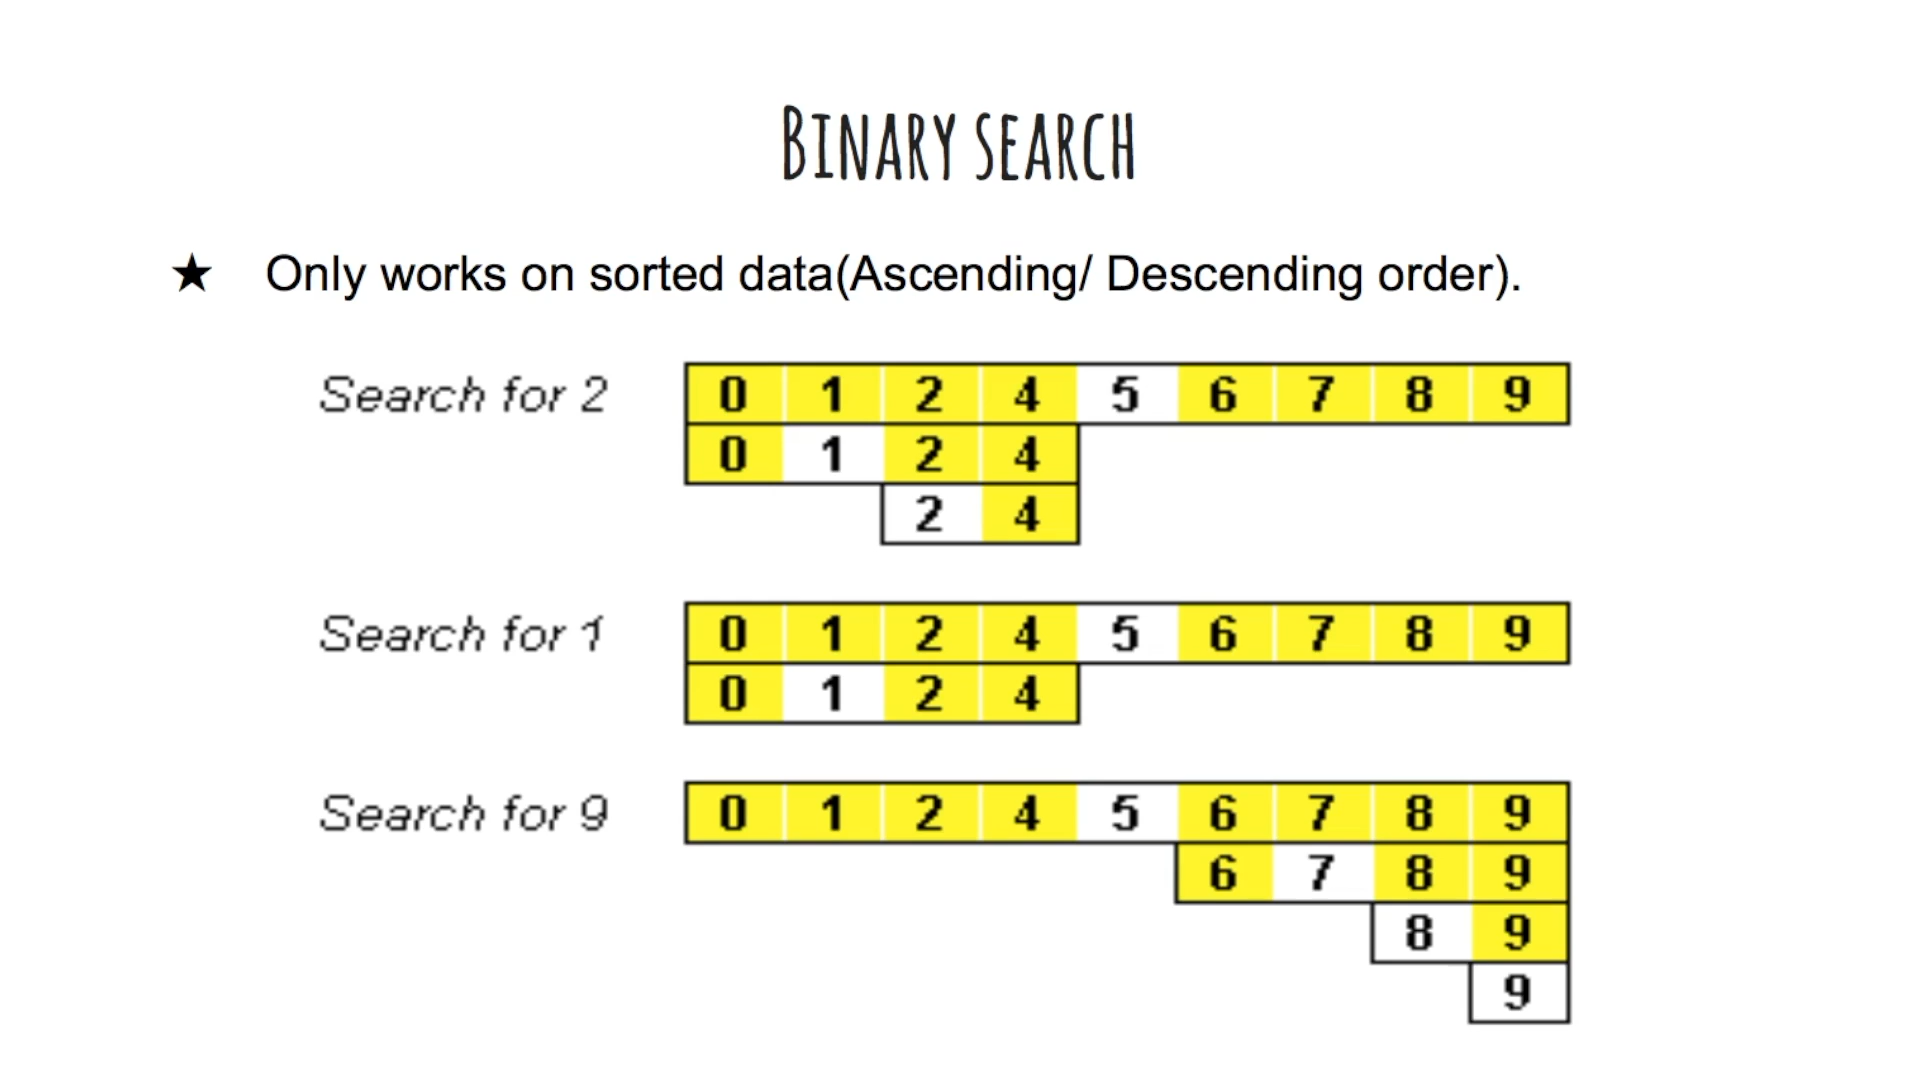 BINARY SEARCH
★ Only works on sorted data(Ascending/ Descending order).
Search for 2 0 1 2 4 5 6 7 8 9
0 1 2 4
2 4
Search for 1 0 1 2 4 5 6 7 8 9
0 1 2 4
Search for 9 0 1 2 4 5 6 7 8 9
6 7 8 9
8 9
9